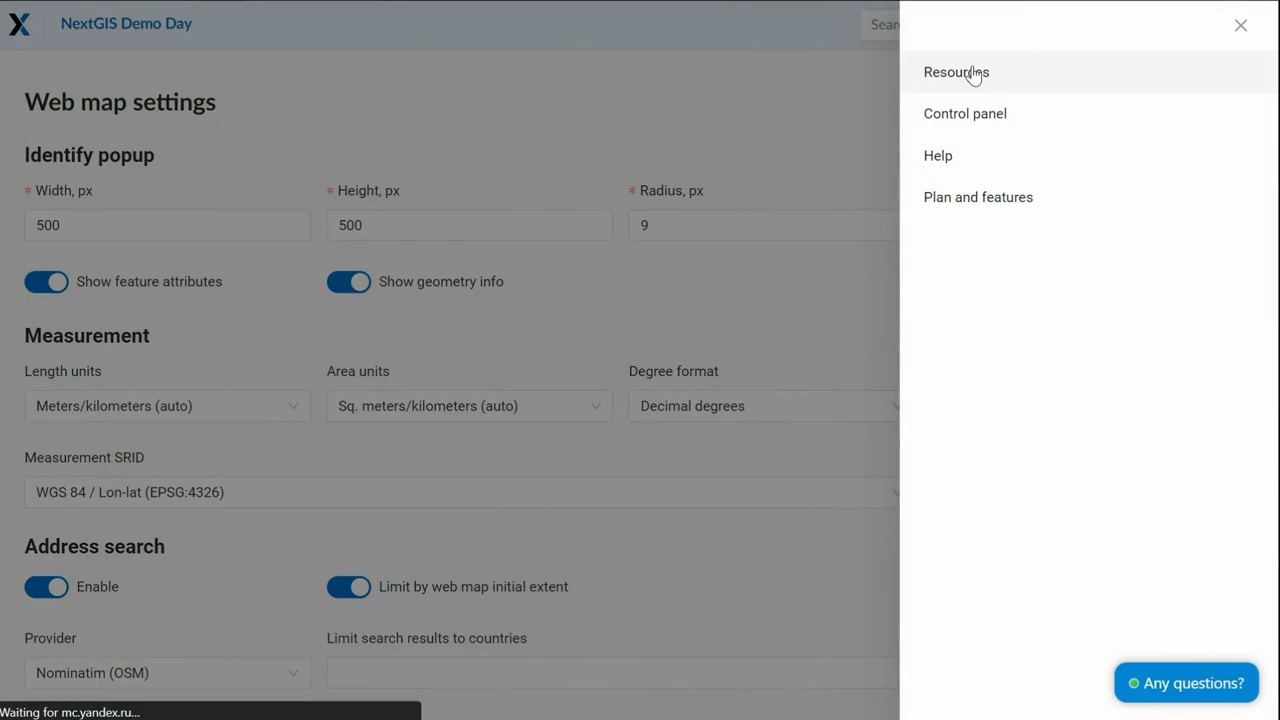 NextGIS Demo Day
Sear
Web map settings
Identify popup
* Width, px
* Height, px
* Radius, px
500
500
9
Show feature attributes
Show geometry info
Measurement
Length units
Area units
Degree format
Meters/kilometers (auto)
Sq. meters/kilometers (auto)
Decimal degrees
Measurement SRID
WGS 84 / Lon-lat (EPSG:4326)
Address search
Enable
Limit by web map initial extent
Provider
Limit search results to countries
Nominatim (OSM)
Waiting for mc.yandex.ru...
Resources
Control panel
Help
Plan and features
Any questions?